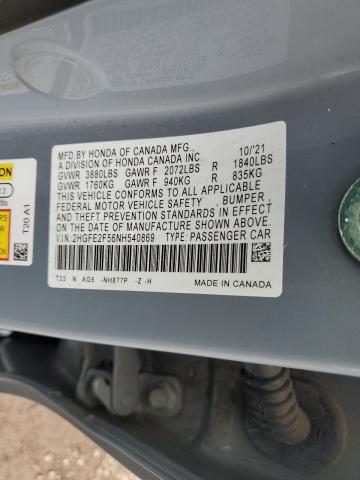 MFD.BY HONDA OF CANADA MFG., 10/21
A DIVISION OF HONDA CANADA INC.
GVWR 3880LBS GAWR F 2072LBS R 1840LBS
GVWR 1760KG GAWR F 940KG R 835KG
THIS VEHICLE CONFORMS TO ALL APPLICABLE
FEDERAL MOTOR VEHICLE SAFETY, BUMPER,
AND THEFT PREVENTION STANDARDS IN EFFECT
ON THE DATE OF MANUFACTURE SHOWN ABOVE.
V.I.N.:2HGFE2F56NH540869 TYPE: PASSENGER CAR
T23 N AG5 -NH877P -Z -H
MADE IN CANADA
T20 A1